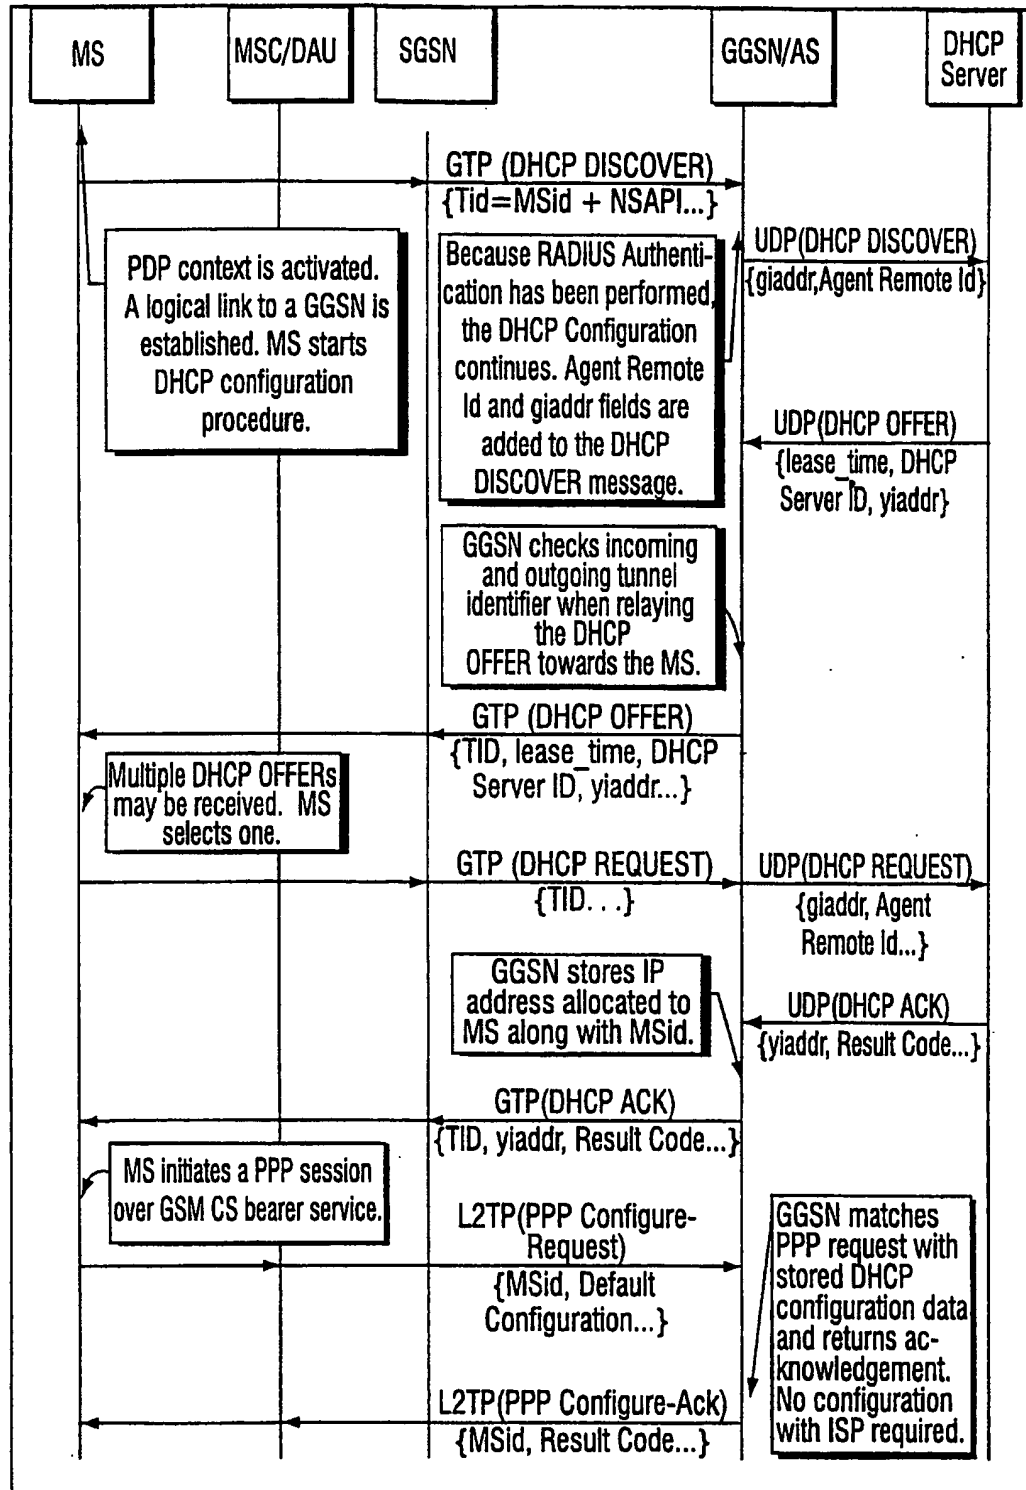 MS
MSC/DAU
SGSN
GGSN/AS
DHCP
Server
GTP (DHCP DISCOVER)
{Tid=MSid + NSAPI...}
PDP context is activated.
A logical link to a GGSN is
established. MS starts
DHCP configuration
procedure.
Because RADIUS Authenti-
cation has been performed,
the DHCP Configuration
continues. Agent Remote
Id and giaddr fields are
added to the DHCP
DISCOVER message.
UDP(DHCP DISCOVER)
{giaddr,Agent Remote Id}
UDP(DHCP OFFER)
{lease_time, DHCP
Server ID, yiaddr}
GGSN checks incoming
and outgoing tunnel
identifier when relaying
the DHCP
OFFER towards the MS.
GTP (DHCP OFFER)
{TID, lease_time, DHCP
Server ID, yiaddr...}
Multiple DHCP OFFERs
may be received. MS
selects one.
GTP (DHCP REQUEST)
{TID. . .}
UDP(DHCP REQUEST)
{giaddr, Agent
Remote Id...}
GGSN stores IP
address allocated to
MS along with MSid.
UDP(DHCP ACK)
{yiaddr, Result Code...}
GTP(DHCP ACK)
{TID, yiaddr, Result Code...}
MS initiates a PPP session
over GSM CS bearer service.
L2TP(PPP Configure-
Request)
{MSid, Default
Configuration...}
GGSN matches
PPP request with
stored DHCP
configuration data
and returns ac-
knowledgement.
No configuration
with ISP required.
L2TP(PPP Configure-Ack)
{MSid, Result Code...}